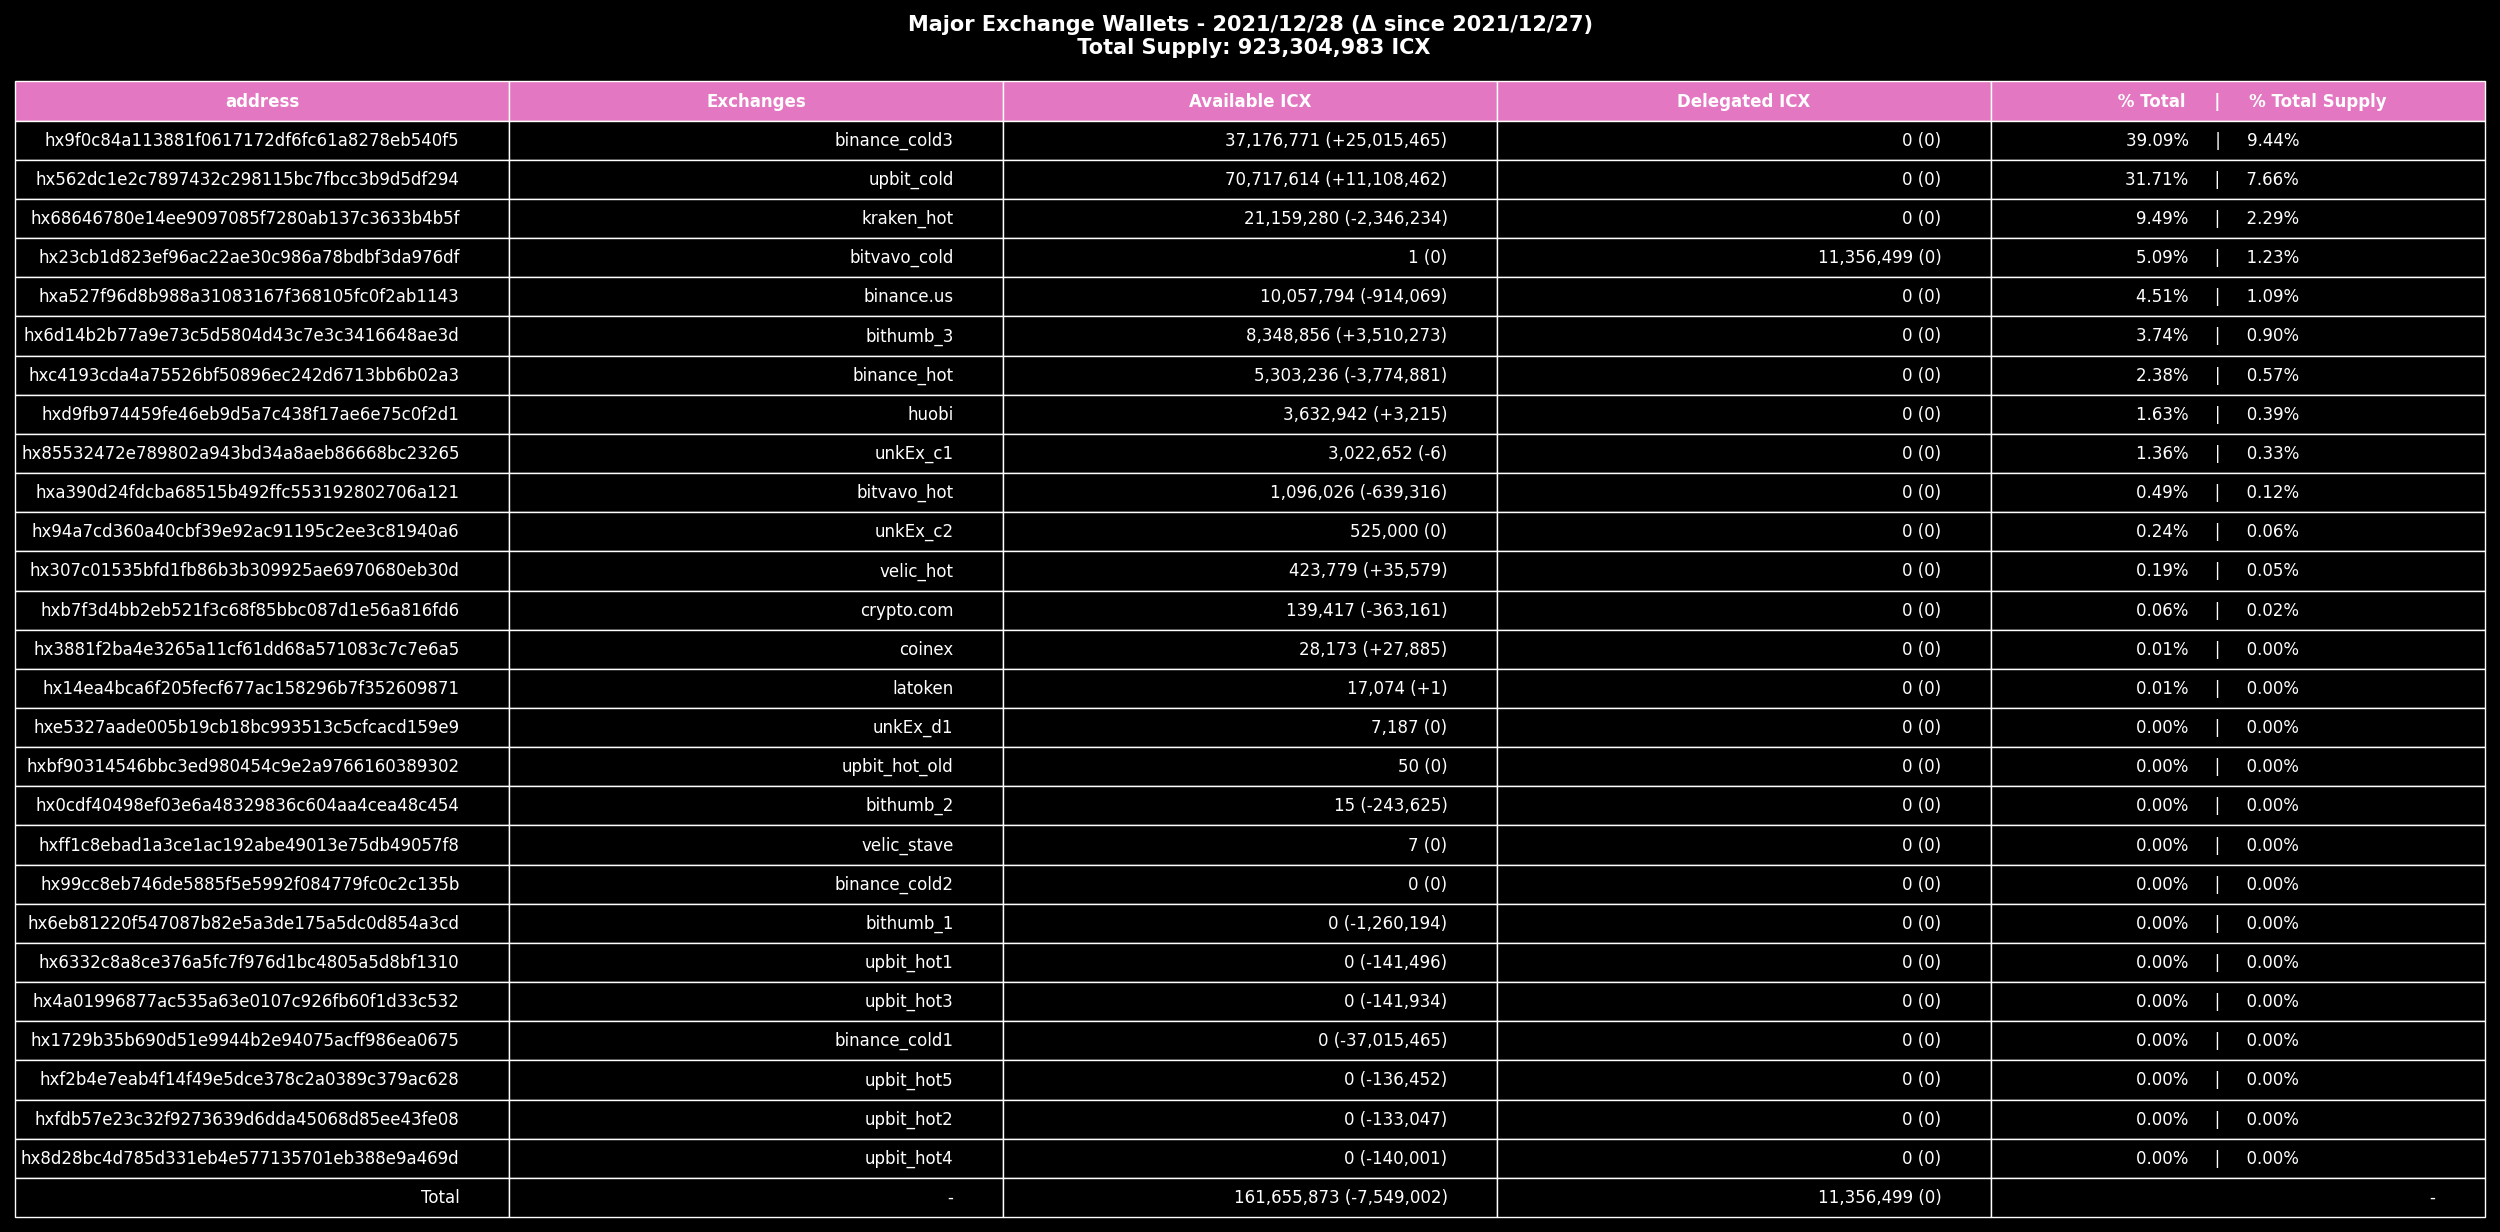 Major Exchange Wallets - 2021/12/28 (Δ since 2021/12/27)
Total Supply: 923,304,983 ICX
address Exchanges Available ICX Delegated ICX % Total | % Total Supply
hx9f0c84a113881f0617172df6fc61a8278eb540f5 binance_cold3 37,176,771 (+25,015,465) 0 (0) 39.09% | 9.44%
hx562dc1e2c7897432c298115bc7fbcc3b9d5df294 upbit_cold 70,717,614 (+11,108,462) 0 (0) 31.71% | 7.66%
hx68646780e14ee9097085f7280ab137c3633b4b5f kraken_hot 21,159,280 (-2,346,234) 0 (0) 9.49% | 2.29%
hx23cb1d823ef96ac22ae30c986a78bdbf3da976df bitvavo_cold 1 (0) 11,356,499 (0) 5.09% | 1.23%
hxa527f96d8b988a31083167f368105fc0f2ab1143 binance.us 10,057,794 (-914,069) 0 (0) 4.51% | 1.09%
hx6d14b2b77a9e73c5d5804d43c7e3c3416648ae3d bithumb_3 8,348,856 (+3,510,273) 0 (0) 3.74% | 0.90%
hxc4193cda4a75526bf50896ec242d6713bb6b02a3 binance_hot 5,303,236 (-3,774,881) 0 (0) 2.38% | 0.57%
hxd9fb974459fe46eb9d5a7c438f17ae6e75c0f2d1 huobi 3,632,942 (+3,215) 0 (0) 1.63% | 0.39%
hx85532472e789802a943bd34a8aeb86668bc23265 unkEx_c1 3,022,652 (-6) 0 (0) 1.36% | 0.33%
hxa390d24fdcba68515b492ffc553192802706a121 bitvavo_hot 1,096,026 (-639,316) 0 (0) 0.49% | 0.12%
hx94a7cd360a40cbf39e92ac91195c2ee3c81940a6 unkEx_c2 525,000 (0) 0 (0) 0.24% | 0.06%
hx307c01535bfd1fb86b3b309925ae6970680eb30d velic_hot 423,779 (+35,579) 0 (0) 0.19% | 0.05%
hxb7f3d4bb2eb521f3c68f85bbc087d1e56a816fd6 crypto.com 139,417 (-363,161) 0 (0) 0.06% | 0.02%
hx3881f2ba4e3265a11cf61dd68a571083c7c7e6a5 coinex 28,173 (+27,885) 0 (0) 0.01% | 0.00%
hx14ea4bca6f205fecf677ac158296b7f352609871 latoken 17,074 (+1) 0 (0) 0.01% | 0.00%
hxe5327aade005b19cb18bc993513c5cfcacd159e9 unkEx_d1 7,187 (0) 0 (0) 0.00% | 0.00%
hxbf90314546bbc3ed980454c9e2a9766160389302 upbit_hot_old 50 (0) 0 (0) 0.00% | 0.00%
hx0cdf40498ef03e6a48329836c604aa4cea48c454 bithumb_2 15 (-243,625) 0 (0) 0.00% | 0.00%
hxff1c8ebad1a3ce1ac192abe49013e75db49057f8 velic_stave 7 (0) 0 (0) 0.00% | 0.00%
hx99cc8eb746de5885f5e5992f084779fc0c2c135b binance_cold2 0 (0) 0 (0) 0.00% | 0.00%
hx6eb81220f547087b82e5a3de175a5dc0d854a3cd bithumb_1 0 (-1,260,194) 0 (0) 0.00% | 0.00%
hx6332c8a8ce376a5fc7f976d1bc4805a5d8bf1310 upbit_hot1 0 (-141,496) 0 (0) 0.00% | 0.00%
hx4a01996877ac535a63e0107c926fb60f1d33c532 upbit_hot3 0 (-141,934) 0 (0) 0.00% | 0.00%
hx1729b35b690d51e9944b2e94075acff986ea0675 binance_cold1 0 (-37,015,465) 0 (0) 0.00% | 0.00%
hxf2b4e7eab4f14f49e5dce378c2a0389c379ac628 upbit_hot5 0 (-136,452) 0 (0) 0.00% | 0.00%
hxfdb57e23c32f9273639d6dda45068d85ee43fe08 upbit_hot2 0 (-133,047) 0 (0) 0.00% | 0.00%
hx8d28bc4d785d331eb4e577135701eb388e9a469d upbit_hot4 0 (-140,001) 0 (0) 0.00% | 0.00%
Total - 161,655,873 (-7,549,002) 11,356,499 (0) -